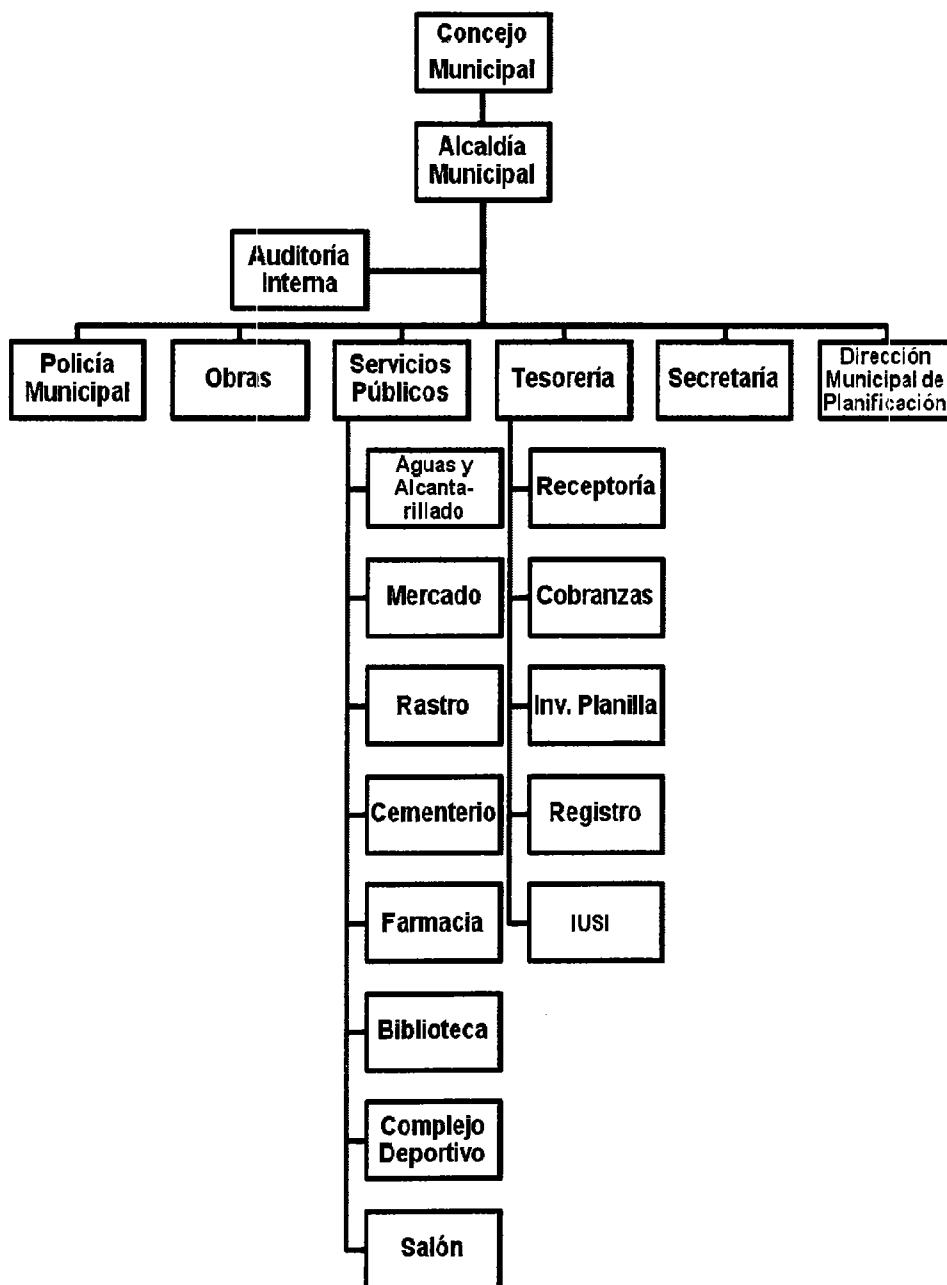 Concejo
Municipal
Alcaldía
Municipal
Auditoría
Interna
Policía
Municipal
Obras
Servicios
Públicos
Tesorería
Secretaría
Dirección
Municipal de
Planificación
Aguas y
Alcanta-
rillado
Receptoría
Mercado
Cobranzas
Rastro
Inv. Planilla
Cementerio
Registro
Farmacia
IUSI
Biblioteca
Complejo
Deportivo
Salón